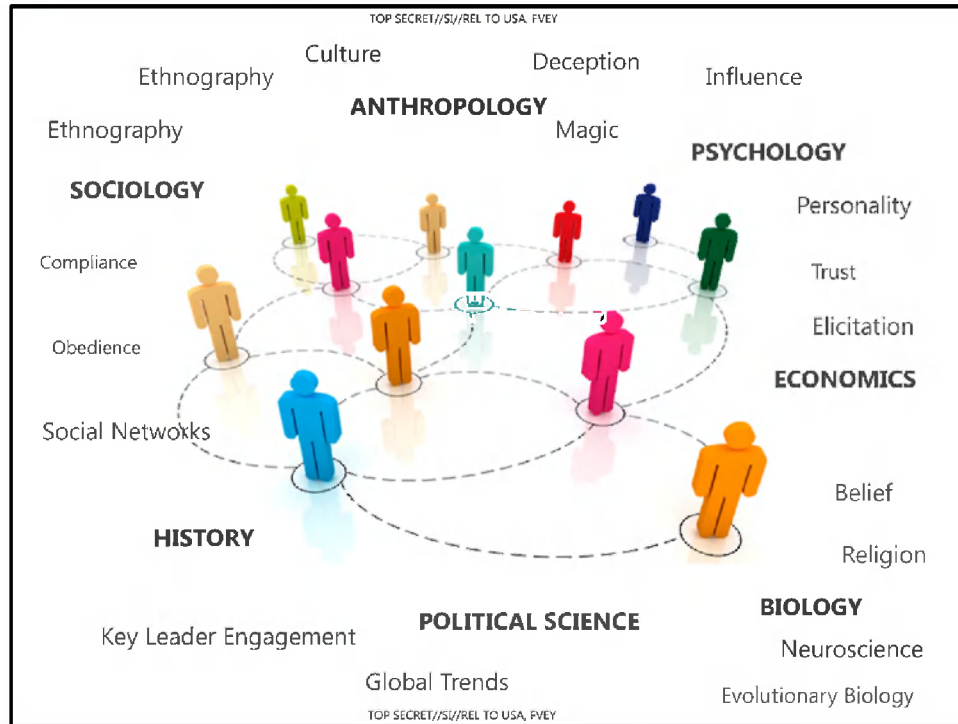 TOP SECRET//SI//REL TO USA, FVEY
Culture
Deception
Ethnography
Influence
ANTHROPOLOGY
Ethnography
Magic
PSYCHOLOGY
SOCIOLOGY
Personality
Compliance
Trust
Elicitation
Obedience
ECONOMICS
Social Networks
Belief
HISTORY
Religion
BIOLOGY
POLITICAL SCIENCE
Key Leader Engagement
Neuroscience
Global Trends
Evolutionary Biology
TOP SECRET//SI//REL TO USA, FVEY